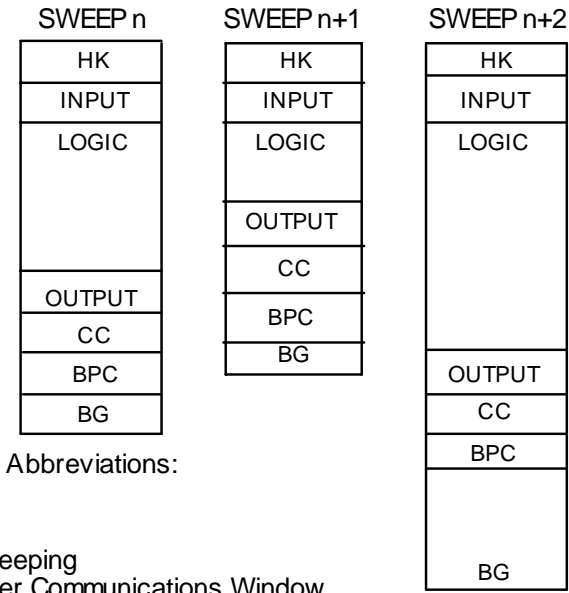 SWEEP n
HK
INPUT
LOGIC
OUTPUT
CC
BPC
BG
SWEEP n+1
HK
INPUT
LOGIC
OUTPUT
CC
BPC
BG
SWEEP n+2
HK
INPUT
LOGIC
OUTPUT
CC
BPC
BG
Abbreviations:
eeping
er Communications Window